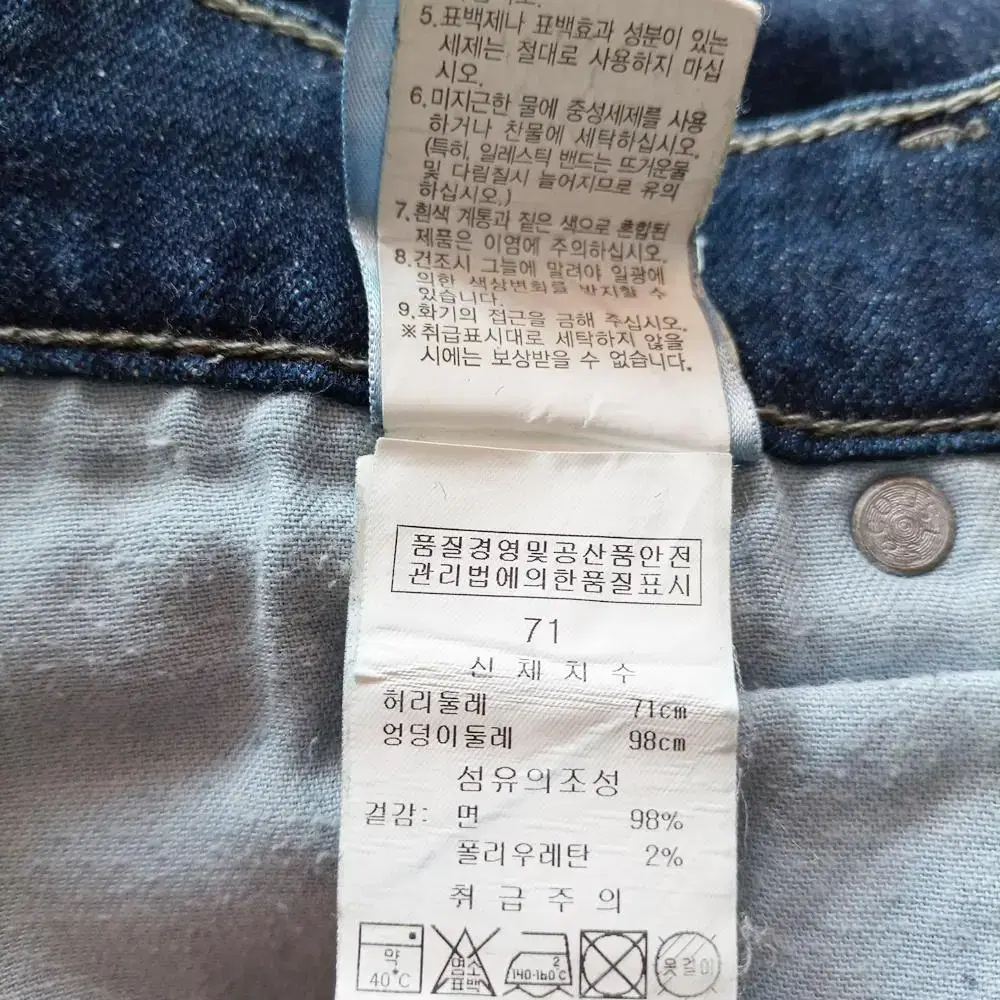 5. 표백제나 표백효과 성분이 있는
세제는 절대로 사용하지 마십
시오.
6. 미지근한 물에 중성세제를 사용
하거나 찬물에 세탁하십시오.
(특히, 일레스틱 밴드는 뜨거운물
및 다림질시 늘어지므로 유의
하십시오.)
7. 흰색 계통과 짙은 색으로 혼합된
제품은 이염에 주의하십시오.
8. 건조시 그늘에 말려야 일광에
의한 색상변화를 방지할 수
있습니다.
9. 화기의 접근을 금해 주십시오.
※ 취급표시대로 세탁하지 않을
시에는 보상받을 수 없습니다.
품질경영및공산품안전
관리법에의한품질표시
71
신 체 치 수
허리둘레 71cm
엉덩이둘레 98cm
섬유의조성
겉감: 면 98%
폴리우레탄 2%
취 급 주 의
약 40°C 염소 표백 2 140-160°C 옷걸이